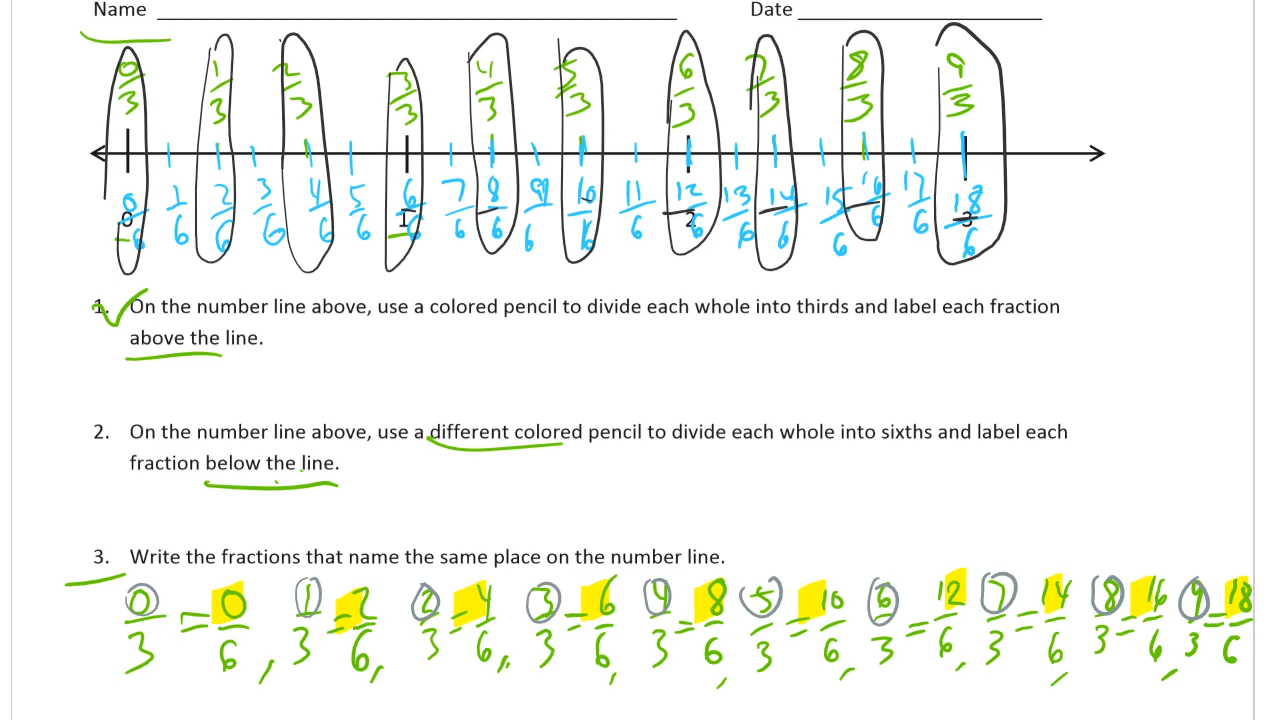 Name Date
0/3 1/3 2/3 3/3 4/3 5/3 6/3 7/3 8/3 9/3
0/6 1/6 2/6 3/6 4/6 5/6 6/6 7/6 8/6 9/6 10/6 11/6 12/6 13/6 14/6 15/6 16/6 17/6 18/6
0 1 2 3
1. On the number line above, use a colored pencil to divide each whole into thirds and label each fraction
above the line.
2. On the number line above, use a different colored pencil to divide each whole into sixths and label each
fraction below the line.
3. Write the fractions that name the same place on the number line.
0/3 = 0/6, 1/3 = 2/6, 2/3 = 4/6, 3/3 = 6/6, 4/3 = 8/6, 5/3 = 10/6, 6/3 = 12/6, 7/3 = 14/6, 8/3 = 16/6, 9/3 = 18/6